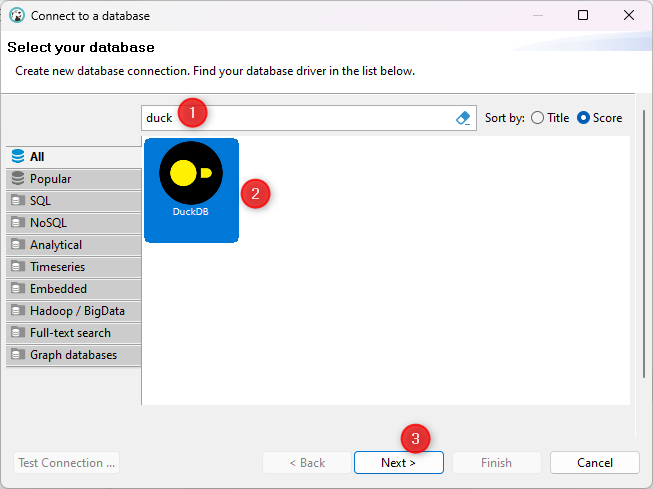 Connect to a database
Select your database
Create new database connection. Find your database driver in the list below.
duck 1 Sort by: Title Score
All
Popular
SQL
NoSQL
Analytical
Timeseries
Embedded
Hadoop / BigData
Full-text search
Graph databases
DuckDB
2
3
Test Connection ... < Back Next > Finish Cancel